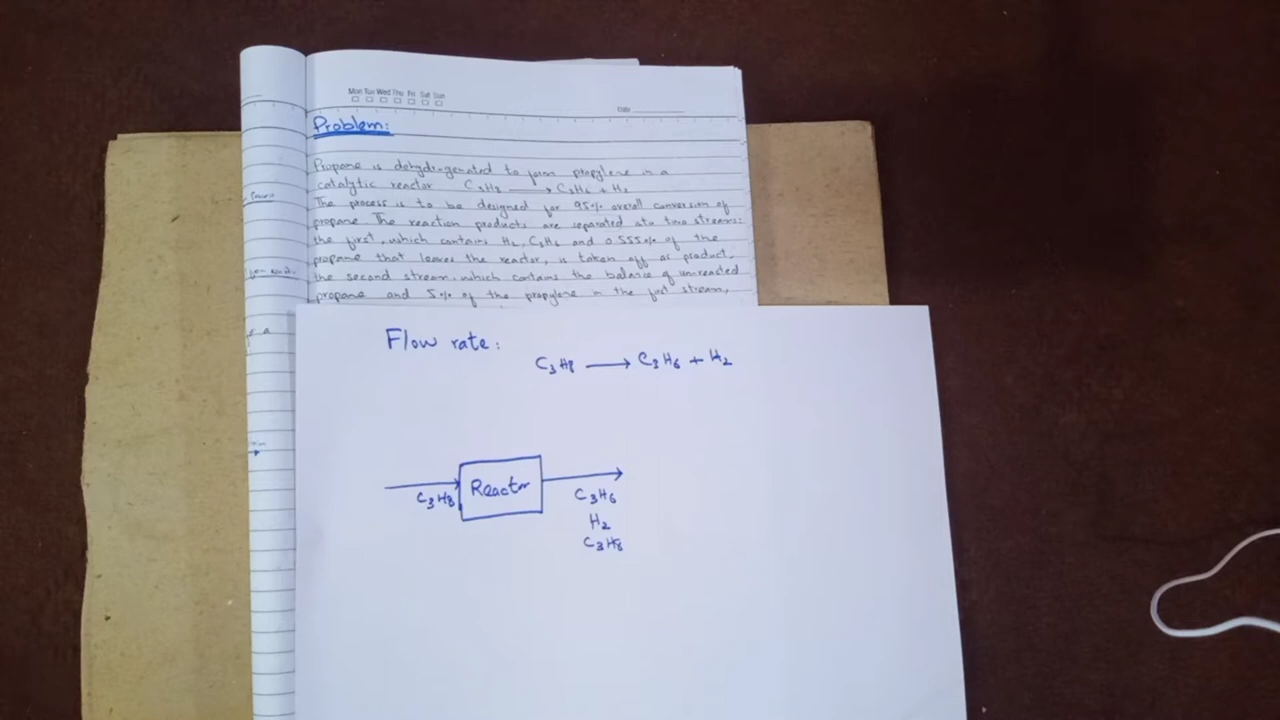 Mon Tue Wed Thu Fri Sat Sun
Date
Problem:
Propane is dehydrogenated to form propylene in a
catalytic reactor C3H8 → C3H6 + H2
The process is to be designed for 95% overall conversion of
propane. The reaction products are separated into two streams:
the first, which contains H2, C3H6 and 0.555% of the
propane that leaves the reactor, is taken off as product.
the second stream, which contains the balance of unreacted
propane and 5% of the propylene in the first stream,
Flow rate:
C3H8 → C3H6 + H2
C3H8
Reactor
C3H6
H2
C3H8